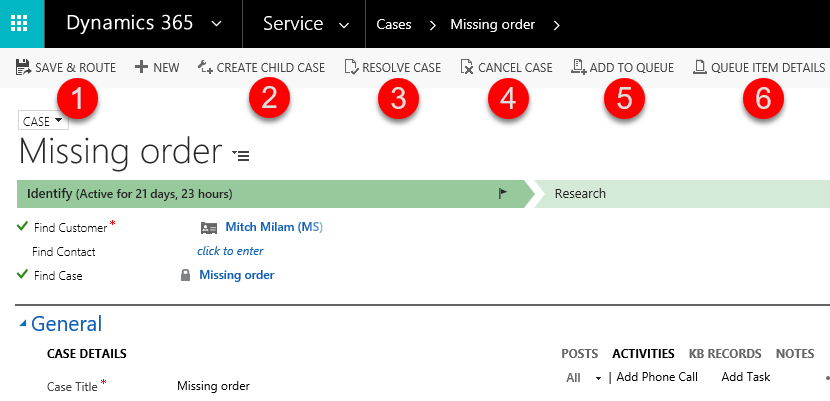 Dynamics 365 Service Cases Missing order
SAVE & ROUTE NEW CREATE CHILD CASE RESOLVE CASE CANCEL CASE ADD TO QUEUE QUEUE ITEM DETAILS
1 2 3 4 5 6
CASE
Missing order
Identify (Active for 21 days, 23 hours) Research
Find Customer * Mitch Milam (MS)
Find Contact click to enter
Find Case Missing order
General
CASE DETAILS POSTS ACTIVITIES KB RECORDS NOTES
All | Add Phone Call Add Task
Case Title * Missing order